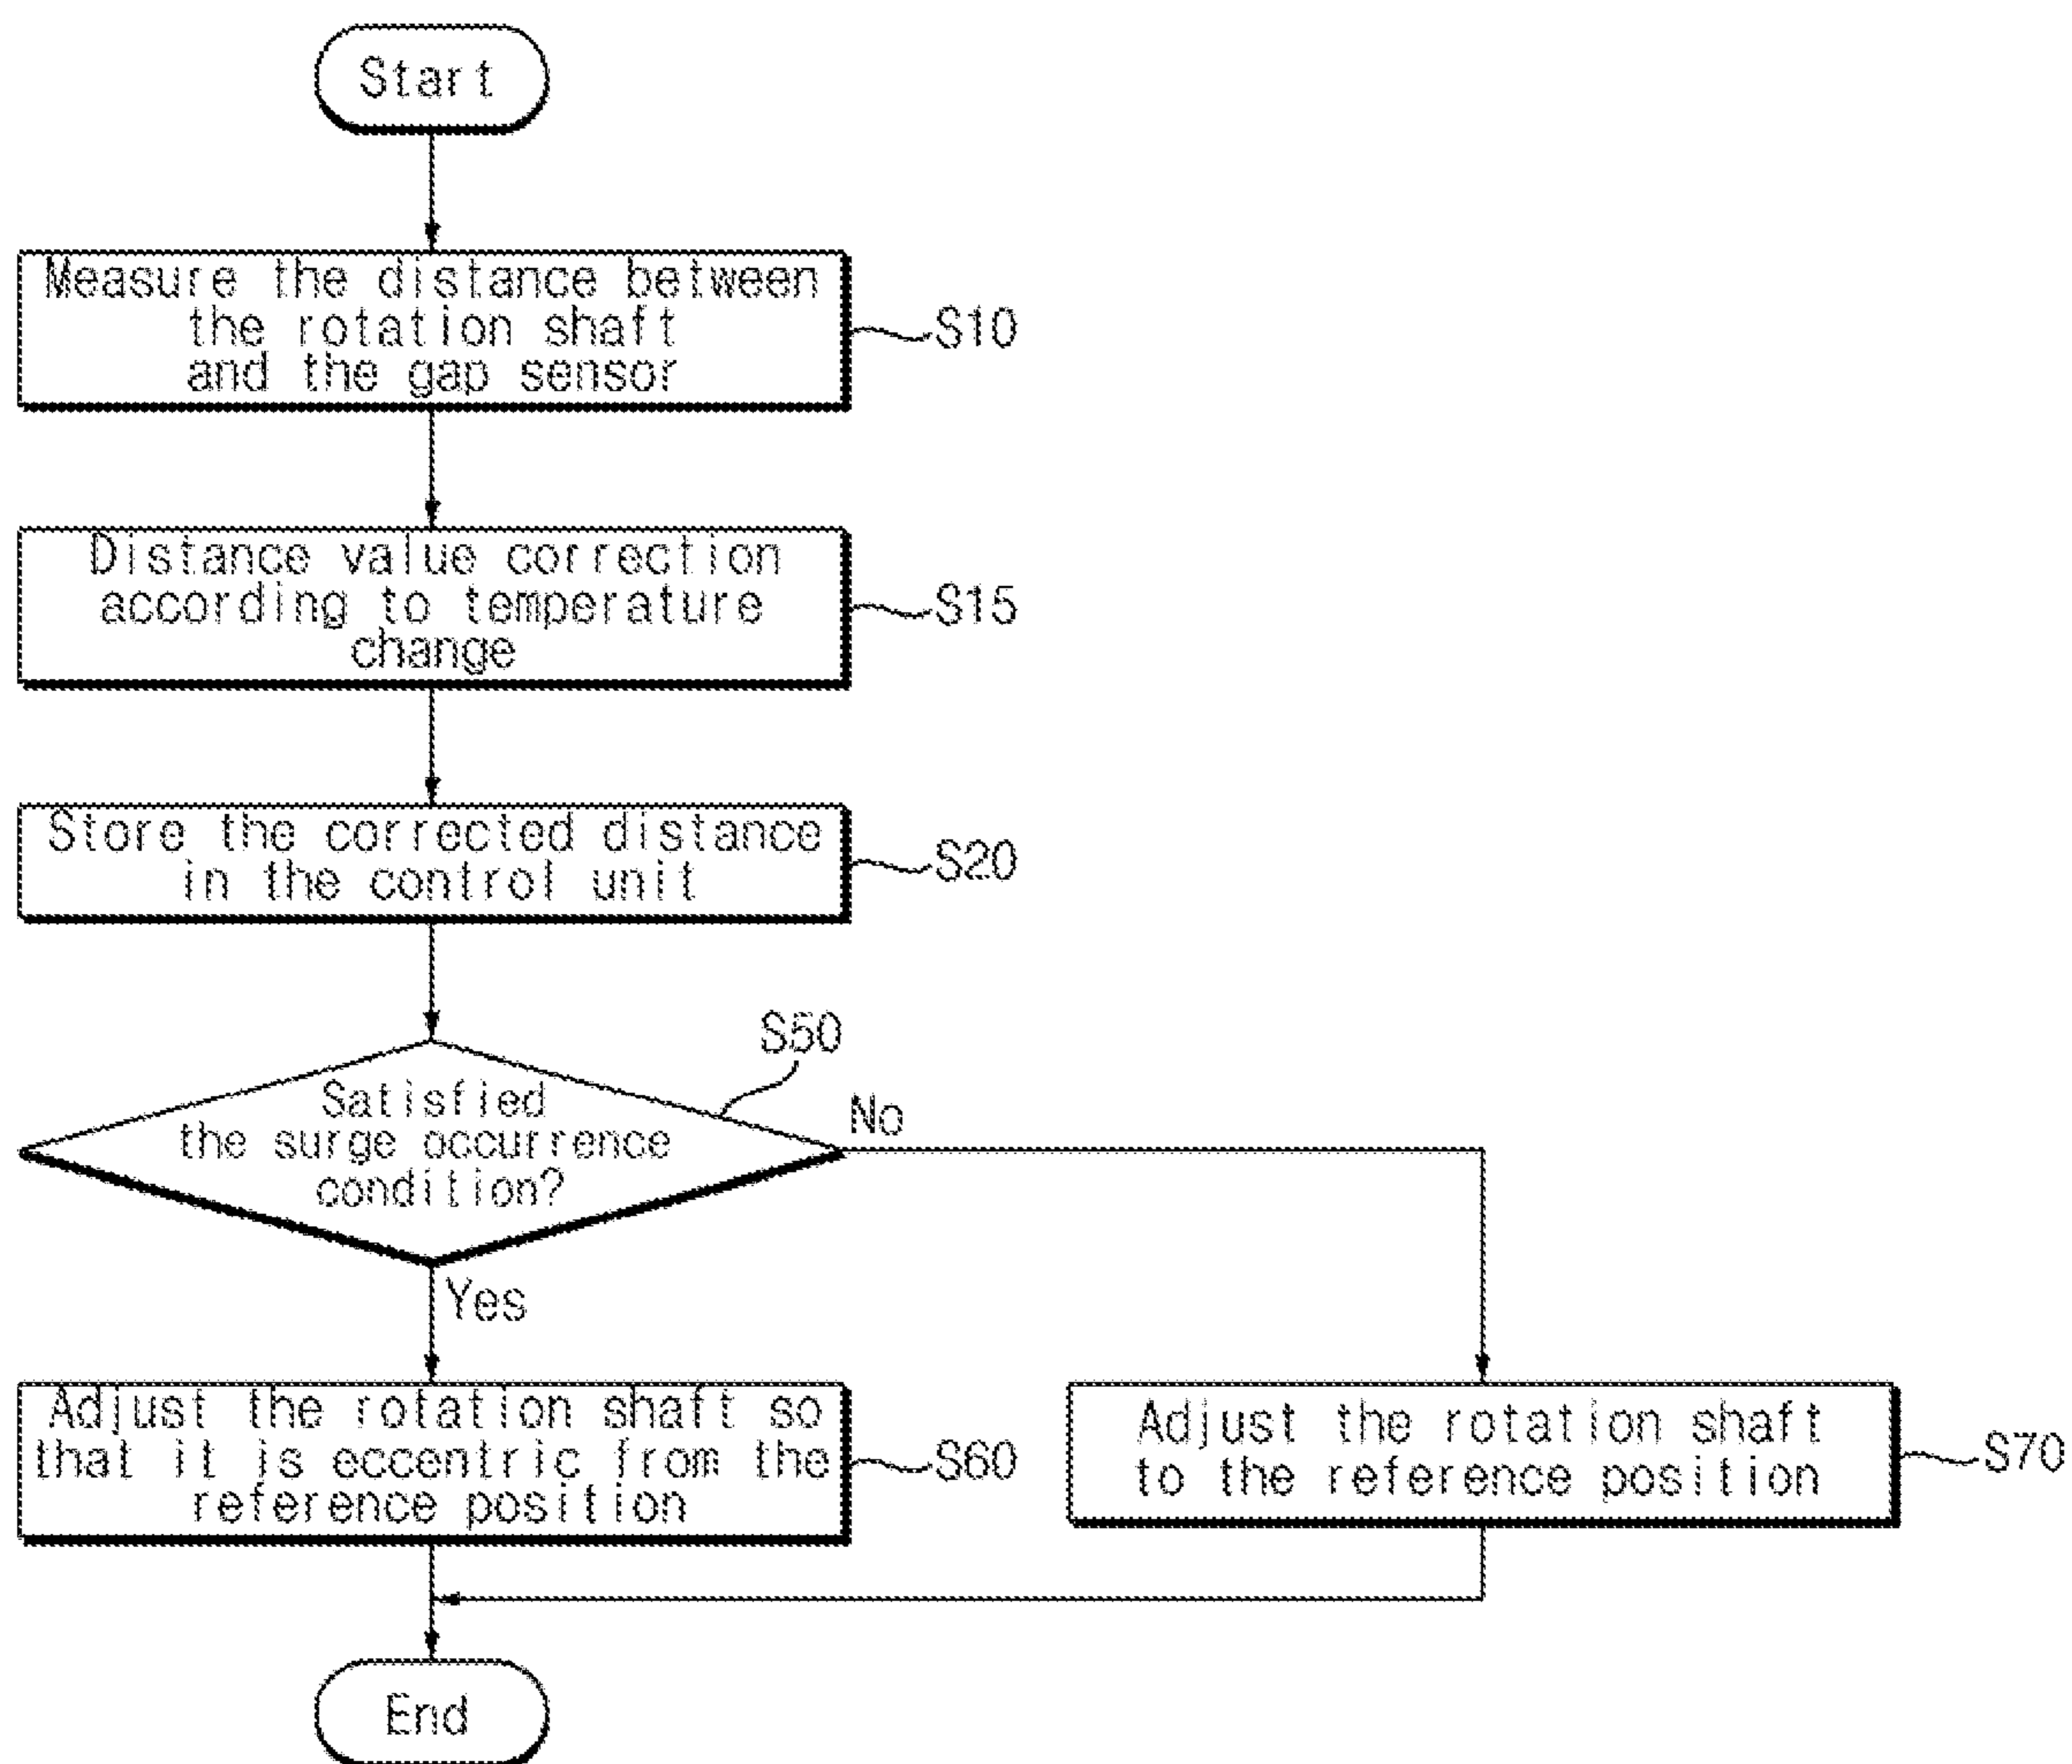 Start
Measure the distance between
the rotation shaft
and the gap sensor
S10
Distance value correction
according to temperature
change
S15
Store the corrected distance
in the control unit
S20
S50
Satisfied
the surge occurrence
condition?
No
Yes
Adjust the rotation shaft so
that it is eccentric from the
reference position
S60
Adjust the rotation shaft
to the reference position
S70
End